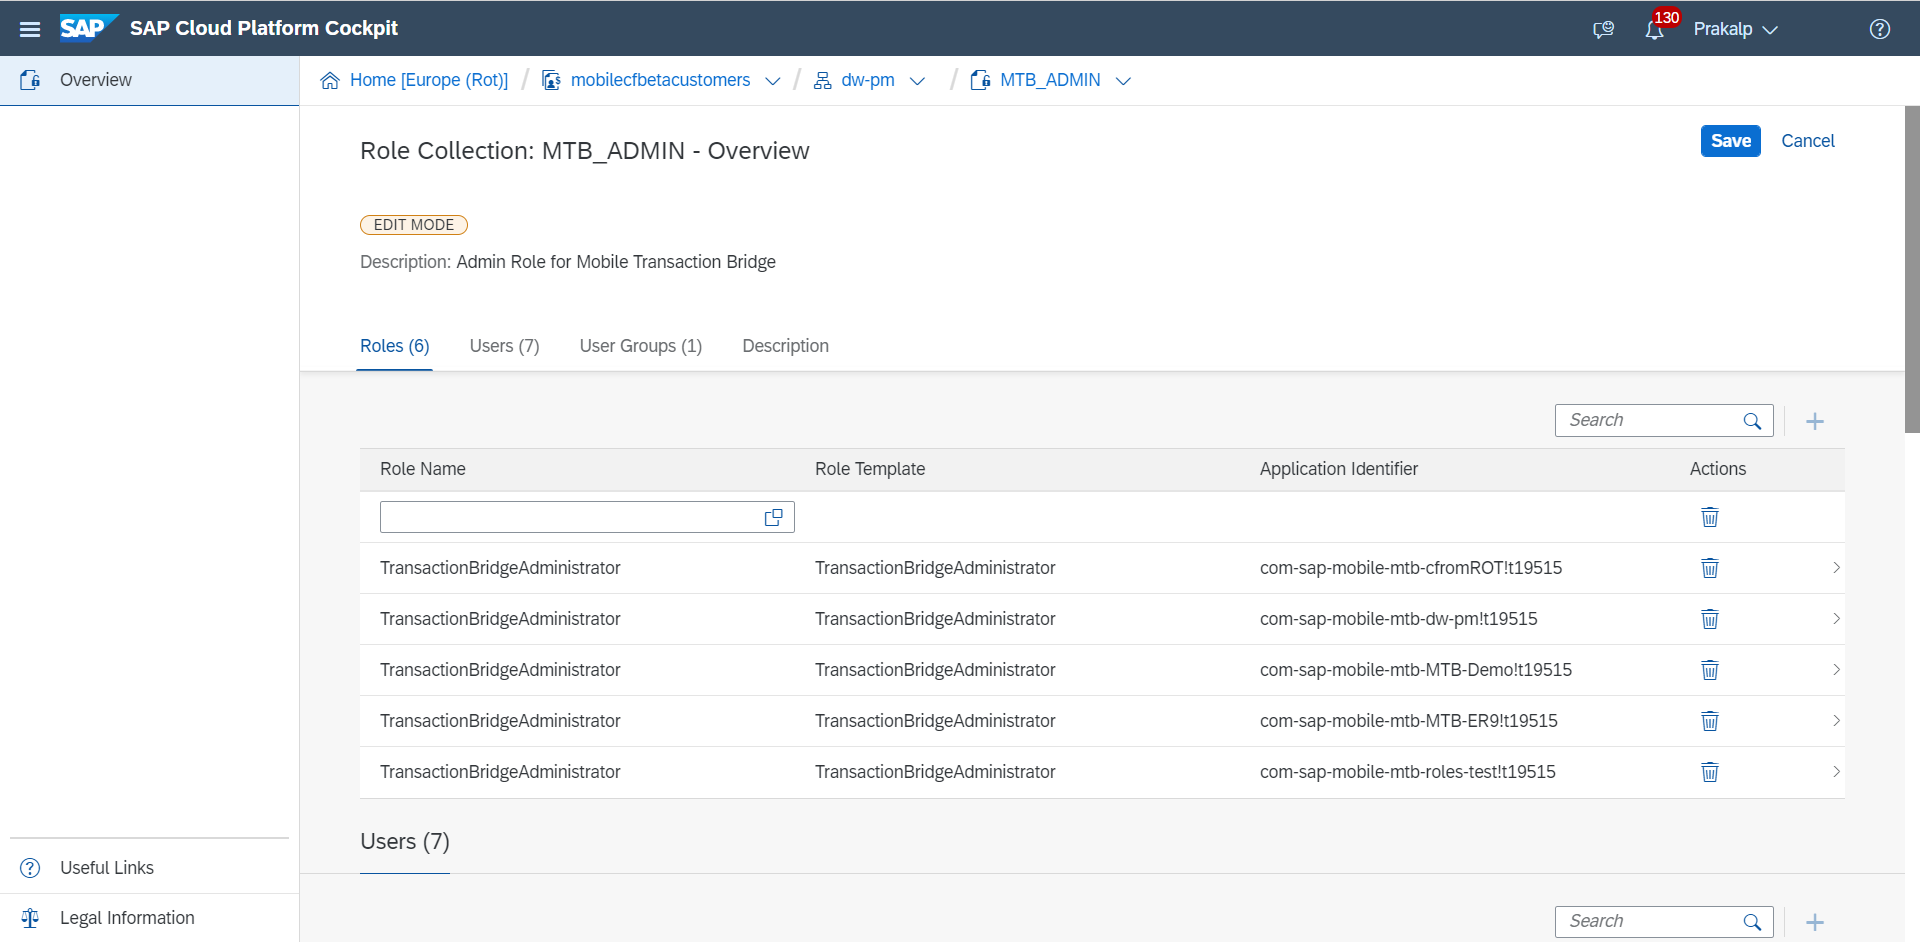 SAP SAP Cloud Platform Cockpit 130 Prakalp
Overview Home [Europe (Rot)] / mobilecfbetacustomers / dw-pm / MTB_ADMIN
Role Collection: MTB_ADMIN - Overview Save Cancel
EDIT MODE
Description: Admin Role for Mobile Transaction Bridge
Roles (6) Users (7) User Groups (1) Description
Search
Role Name Role Template Application Identifier Actions
TransactionBridgeAdministrator TransactionBridgeAdministrator com-sap-mobile-mtb-cfromROT!t19515
TransactionBridgeAdministrator TransactionBridgeAdministrator com-sap-mobile-mtb-dw-pm!t19515
TransactionBridgeAdministrator TransactionBridgeAdministrator com-sap-mobile-mtb-MTB-Demo!t19515
TransactionBridgeAdministrator TransactionBridgeAdministrator com-sap-mobile-mtb-MTB-ER9!t19515
TransactionBridgeAdministrator TransactionBridgeAdministrator com-sap-mobile-mtb-roles-test!t19515
Users (7)
Useful Links
Legal Information
Search